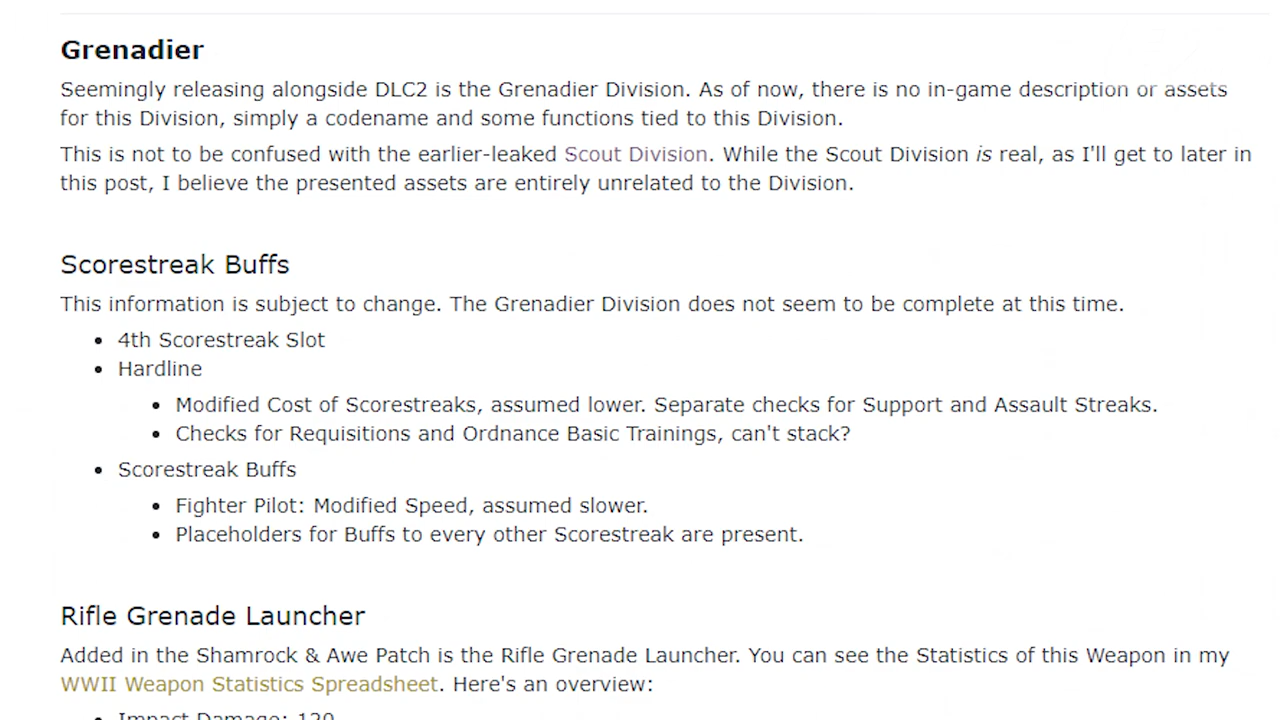 Grenadier
Seemingly releasing alongside DLC2 is the Grenadier Division. As of now, there is no in-game description or assets
for this Division, simply a codename and some functions tied to this Division.
This is not to be confused with the earlier-leaked Scout Division. While the Scout Division is real, as I'll get to later in
this post, I believe the presented assets are entirely unrelated to the Division.
Scorestreak Buffs
This information is subject to change. The Grenadier Division does not seem to be complete at this time.
• 4th Scorestreak Slot
• Hardline
• Modified Cost of Scorestreaks, assumed lower. Separate checks for Support and Assault Streaks.
• Checks for Requisitions and Ordnance Basic Trainings, can't stack?
• Scorestreak Buffs
• Fighter Pilot: Modified Speed, assumed slower.
• Placeholders for Buffs to every other Scorestreak are present.
Rifle Grenade Launcher
Added in the Shamrock & Awe Patch is the Rifle Grenade Launcher. You can see the Statistics of this Weapon in my
WWII Weapon Statistics Spreadsheet. Here's an overview:
• Impact Damage: 120